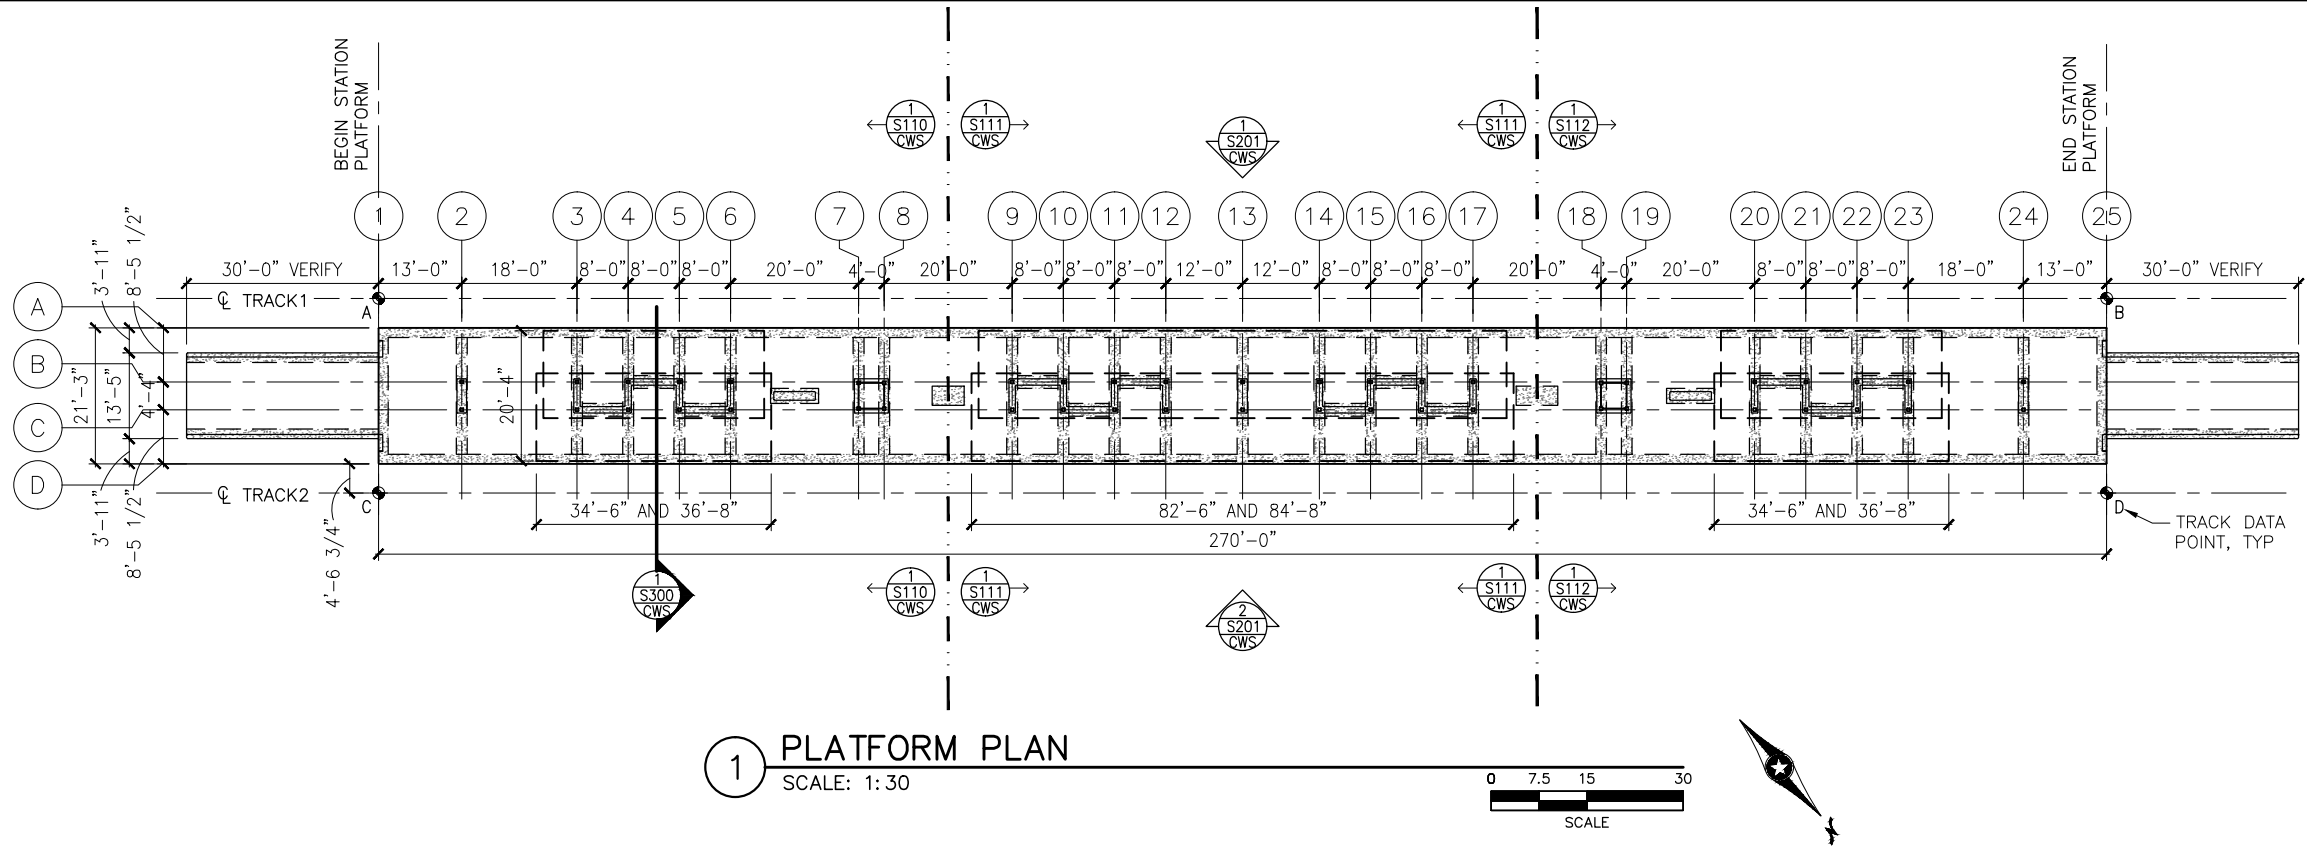 BEGIN STATION
PLATFORM
END STATION
PLATFORM
1
S110
CWS
1
S111
CWS
1
S201
CWS
1
S111
CWS
1
S112
CWS
1 2 3 4 5 6 7 8 9 10 11 12 13 14 15 16 17 18 19 20 21 22 23 24 25
30'-0" VERIFY 13'-0" 18'-0" 8'-0" 8'-0" 8'-0" 20'-0" 4'-0" 20'-0" 8'-0" 8'-0" 8'-0" 12'-0" 12'-0" 8'-0" 8'-0" 8'-0" 20'-0" 4'-0" 20'-0" 8'-0" 8'-0" 8'-0" 18'-0" 13'-0" 30'-0" VERIFY
3'-11"
8'-5 1/2"
℄ TRACK1
A
B
A
B
C
D
21'-3"
13'-5"
4'-4"
20'-4"
3'-11"
8'-5 1/2"
4'-6 3/4"
℄ TRACK2
C
D
34'-6" AND 36'-8"
82'-6" AND 84'-8"
34'-6" AND 36'-8"
270'-0"
TRACK DATA
POINT, TYP
1
S300
CWS
1
S110
CWS
1
S111
CWS
2
S201
CWS
1
S111
CWS
1
S112
CWS
1
PLATFORM PLAN
SCALE: 1:30
0 7.5 15 30
SCALE
N